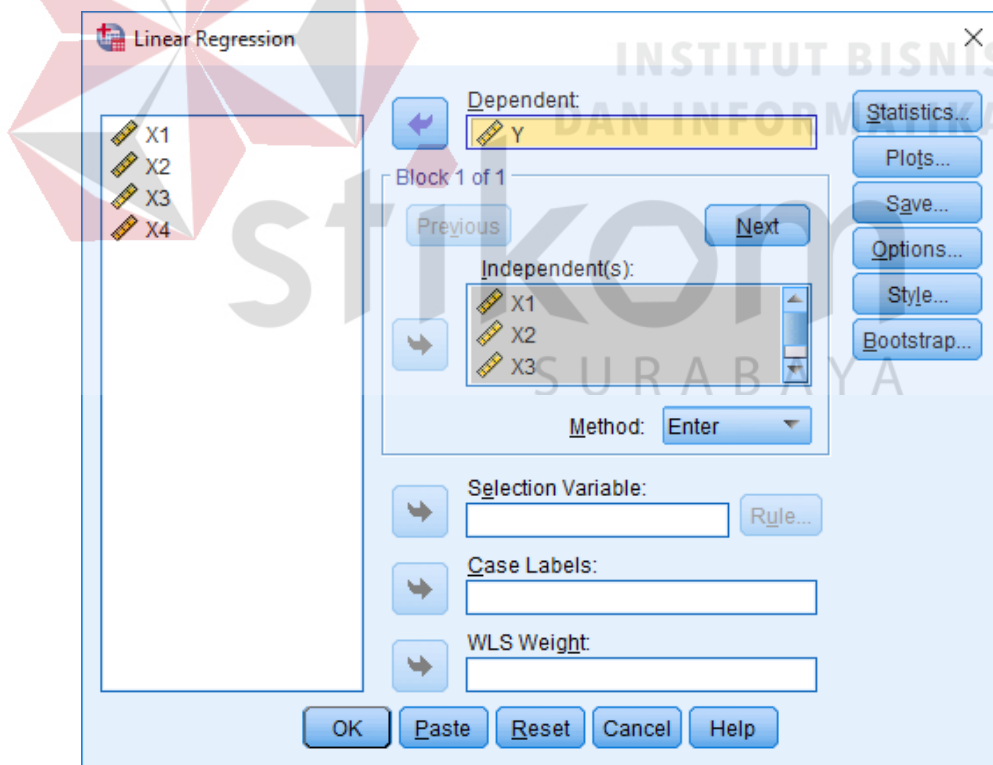 Linear Regression
INSTITUT BISNIS
DAN INFORMATIKA
stikom
SURABAYA
X1
X2
X3
X4
Dependent:
Y
Block 1 of 1
Previous
Next
Independent(s):
X1
X2
X3
Method: Enter
Selection Variable:
Rule...
Case Labels:
WLS Weight:
Statistics...
Plots...
Save...
Options...
Style...
Bootstrap...
OK
Paste
Reset
Cancel
Help